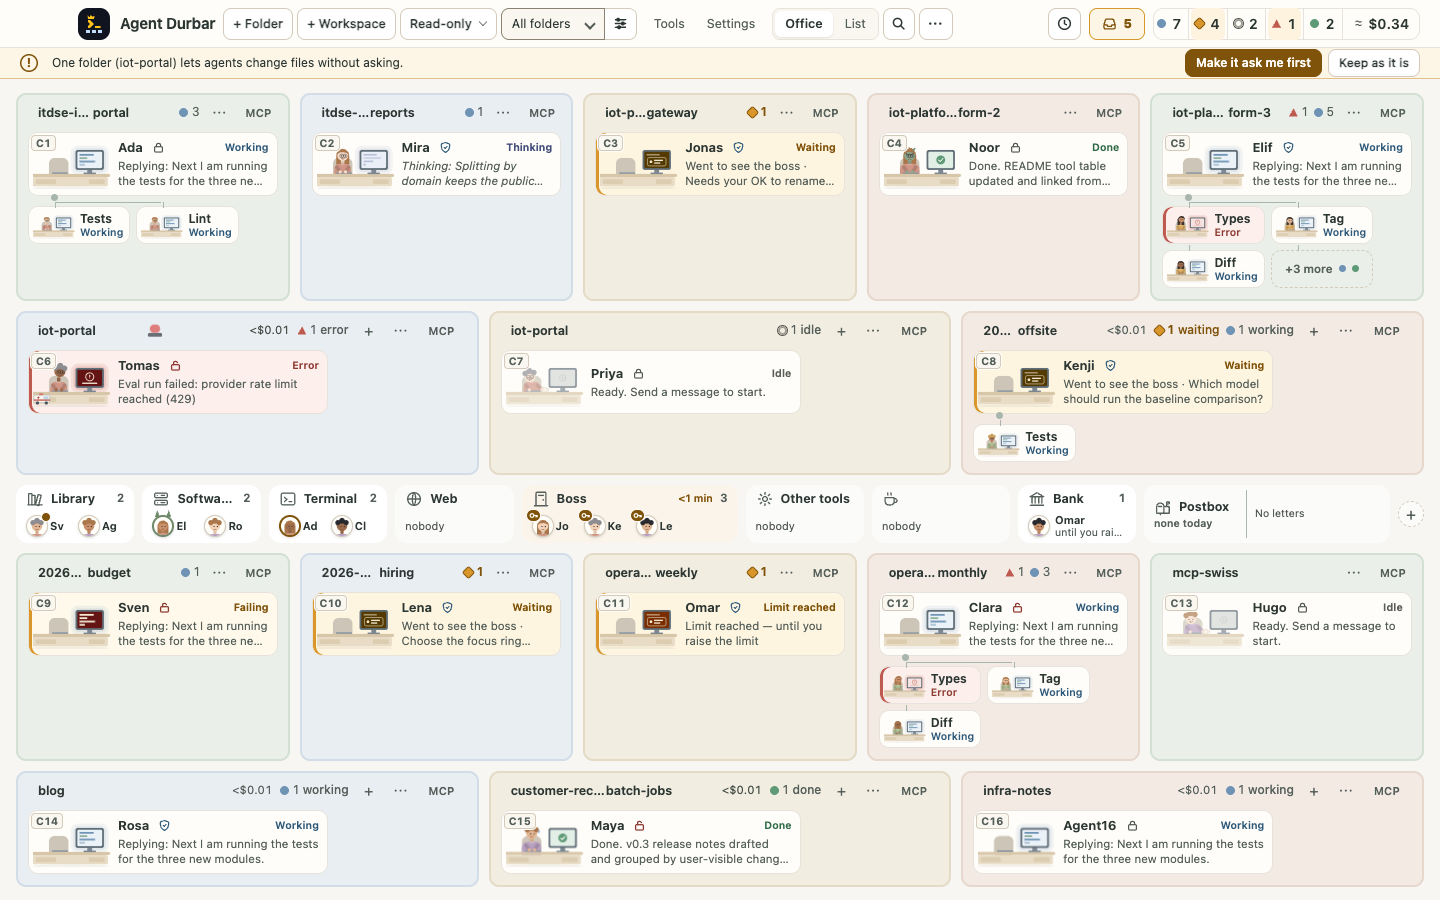 Agent Durbar
+ Folder
+ Workspace
Read-only
All folders
Tools
Settings
Office
List
5
7
4
2
1
2
≈ $0.34
One folder (iot-portal) lets agents change files without asking.
Make it ask me first
Keep as it is
itdse-i... portal
3
MCP
C1
Ada
Working
Replying: Next I am running
the tests for the three ne...
Tests
Working
Lint
Working
itdse-...reports
1
MCP
C2
Mira
Thinking
Thinking: Splitting by
domain keeps the public...
iot-p...gateway
1
MCP
C3
Jonas
Waiting
Went to see the boss ·
Needs your OK to rename...
iot-platfo...form-2
MCP
C4
Noor
Done
Done. README tool table
updated and linked from...
iot-pla... form-3
1
5
MCP
C5
Elif
Working
Replying: Next I am running
the tests for the three ne...
Types
Error
Tag
Working
Diff
Working
+3 more
iot-portal
<$0.01
1 error
+
MCP
C6
Tomas
Error
Eval run failed: provider rate limit
reached (429)
iot-portal
1 idle
+
MCP
C7
Priya
Idle
Ready. Send a message to start.
20... offsite
<$0.01
1 waiting
1 working
+
MCP
C8
Kenji
Waiting
Went to see the boss · Which model
should run the baseline comparison?
Tests
Working
Library
2
Sv
Ag
Softwa...
2
El
Ro
Terminal
2
Ad
Cl
Web
nobody
Boss
<1 min
3
Jo
Ke
Le
Other tools
nobody
nobody
Bank
1
Omar
until you rai...
Postbox
none today
No letters
+
2026... budget
1
MCP
C9
Sven
Failing
Replying: Next I am running
the tests for the three ne...
2026-... hiring
1
MCP
C10
Lena
Waiting
Went to see the boss ·
Choose the focus ring...
opera... weekly
1
MCP
C11
Omar
Limit reached
Limit reached — until you
raise the limit
opera... monthly
1
3
MCP
C12
Clara
Working
Replying: Next I am running
the tests for the three ne...
Types
Error
Tag
Working
Diff
Working
mcp-swiss
MCP
C13
Hugo
Idle
Ready. Send a message to
start.
blog
<$0.01
1 working
+
MCP
C14
Rosa
Working
Replying: Next I am running the tests
for the three new modules.
customer-rec...batch-jobs
<$0.01
1 done
+
MCP
C15
Maya
Done
Done. v0.3 release notes drafted
and grouped by user-visible chang...
infra-notes
<$0.01
1 working
+
MCP
C16
Agent16
Working
Replying: Next I am running the tests
for the three new modules.